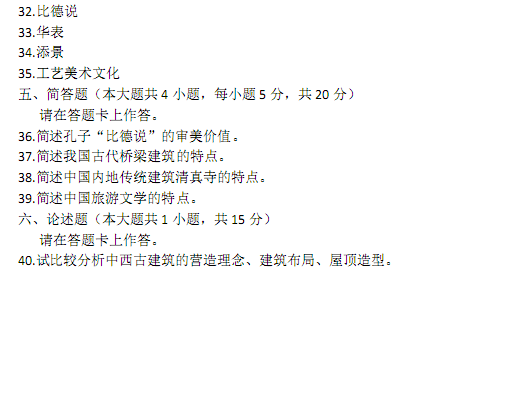 32.比德说
33.华表
34.添景
35.工艺美术文化
五、简答题（本大题共 4 小题，每小题 5 分，共 20 分）
请在答题卡上作答。
36.简述孔子“比德说”的审美价值。
37.简述我国古代桥梁建筑的特点。
38.简述中国内地传统建筑清真寺的特点。
39.简述中国旅游文学的特点。
六、论述题（本大题共 1 小题，共 15 分）
请在答题卡上作答。
40.试比较分析中西古建筑的营造理念、建筑布局、屋顶造型。